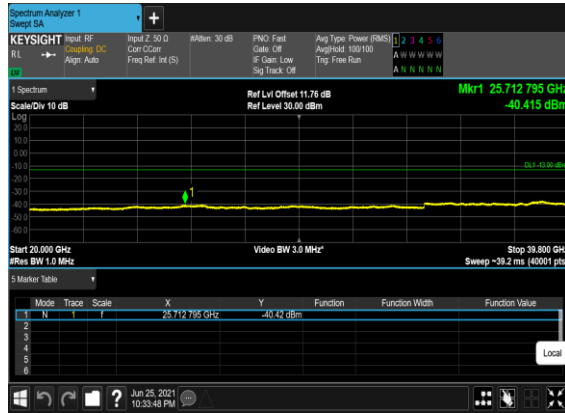 Spectrum Analyzer 1
Swept SA
+
KEYSIGHT Input: RF Input Z: 50 Ω #Atten: 30 dB PNO: Fast Avg Type: Power (RMS) 1 2 3 4 5 6
RL Coupling: DC Corr CCorr Gate: Off Avg|Hold: 100/100 A W W W W W
Align: Auto Freq Ref: Int (S) IF Gain: Low Trig: Free Run
Sig Track: Off A N N N N N
1 Spectrum Ref Lvl Offset 11.76 dB Mkr1 25.712 795 GHz
Scale/Div 10 dB Ref Level 30.00 dBm -40.415 dBm
Log
20.0
10.0
0.00
-10.0 DL1 -13.00 dBm
-20.0
-30.0 1
-40.0
-50.0
-60.0
Start 20.000 GHz Video BW 3.0 MHz* Stop 39.800 GHz
#Res BW 1.0 MHz Sweep ~39.2 ms (40001 pts
5 Marker Table
Mode Trace Scale X Y Function Function Width Function Value
1 N 1 f 25.712 795 GHz -40.42 dBm
2
3
4
5
6
Local
? Jun 25, 2021
10:33:48 PM